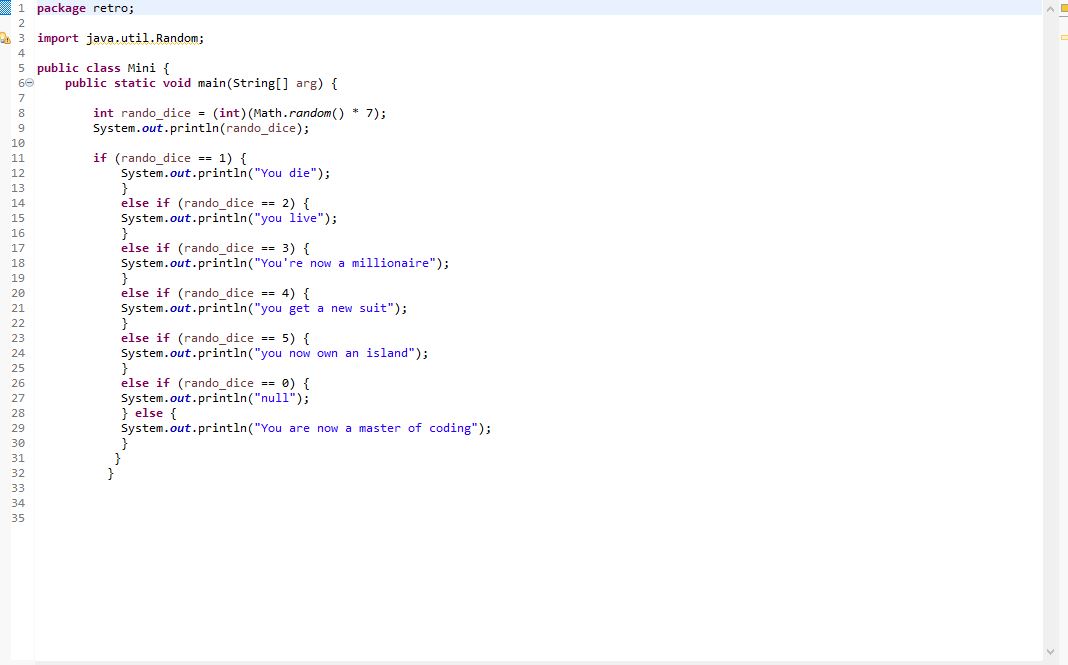 1 package retro;
2
3 import java.util.Random;
4
5 public class Mini {
6 public static void main(String[] arg) {
7
8 int rando_dice = (int)(Math.random() * 7);
9 System.out.println(rando_dice);
10
11 if (rando_dice == 1) {
12 System.out.println("You die");
13 }
14 else if (rando_dice == 2) {
15 System.out.println("you live");
16 }
17 else if (rando_dice == 3) {
18 System.out.println("You're now a millionaire");
19 }
20 else if (rando_dice == 4) {
21 System.out.println("you get a new suit");
22 }
23 else if (rando_dice == 5) {
24 System.out.println("you now own an island");
25 }
26 else if (rando_dice == 0) {
27 System.out.println("null");
28 } else {
29 System.out.println("You are now a master of coding");
30 }
31 }
32 }
33
34
35